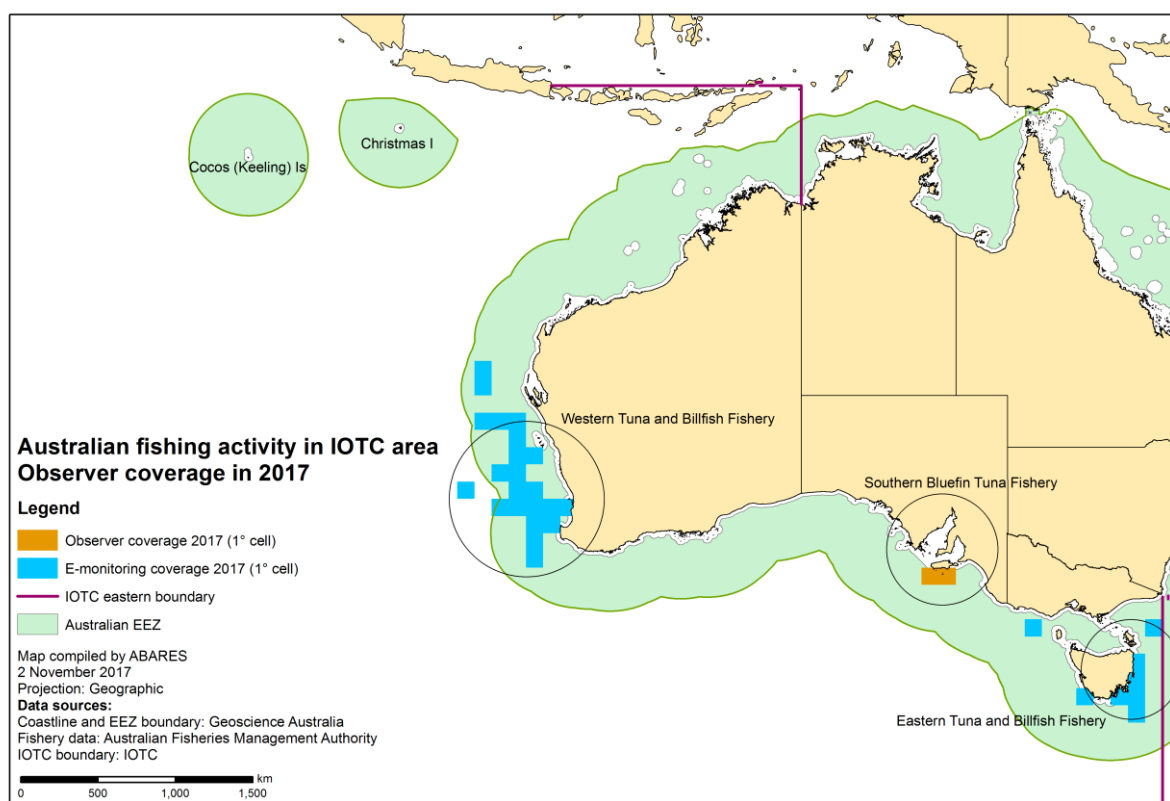 Christmas I
Cocos (Keeling) Is
Western Tuna and Billfish Fishery
Southern Bluefin Tuna Fishery
Eastern Tuna and Billfish Fishery
Australian fishing activity in IOTC area
Observer coverage in 2017
Legend
Observer coverage 2017 (1° cell)
E-monitoring coverage 2017 (1° cell)
IOTC eastern boundary
Australian EEZ
Map compiled by ABARES
2 November 2017
Projection: Geographic
Data sources:
Coastline and EEZ boundary: Geoscience Australia
Fishery data: Australian Fisheries Management Authority
IOTC boundary: IOTC
km
0 500 1,000 1,500